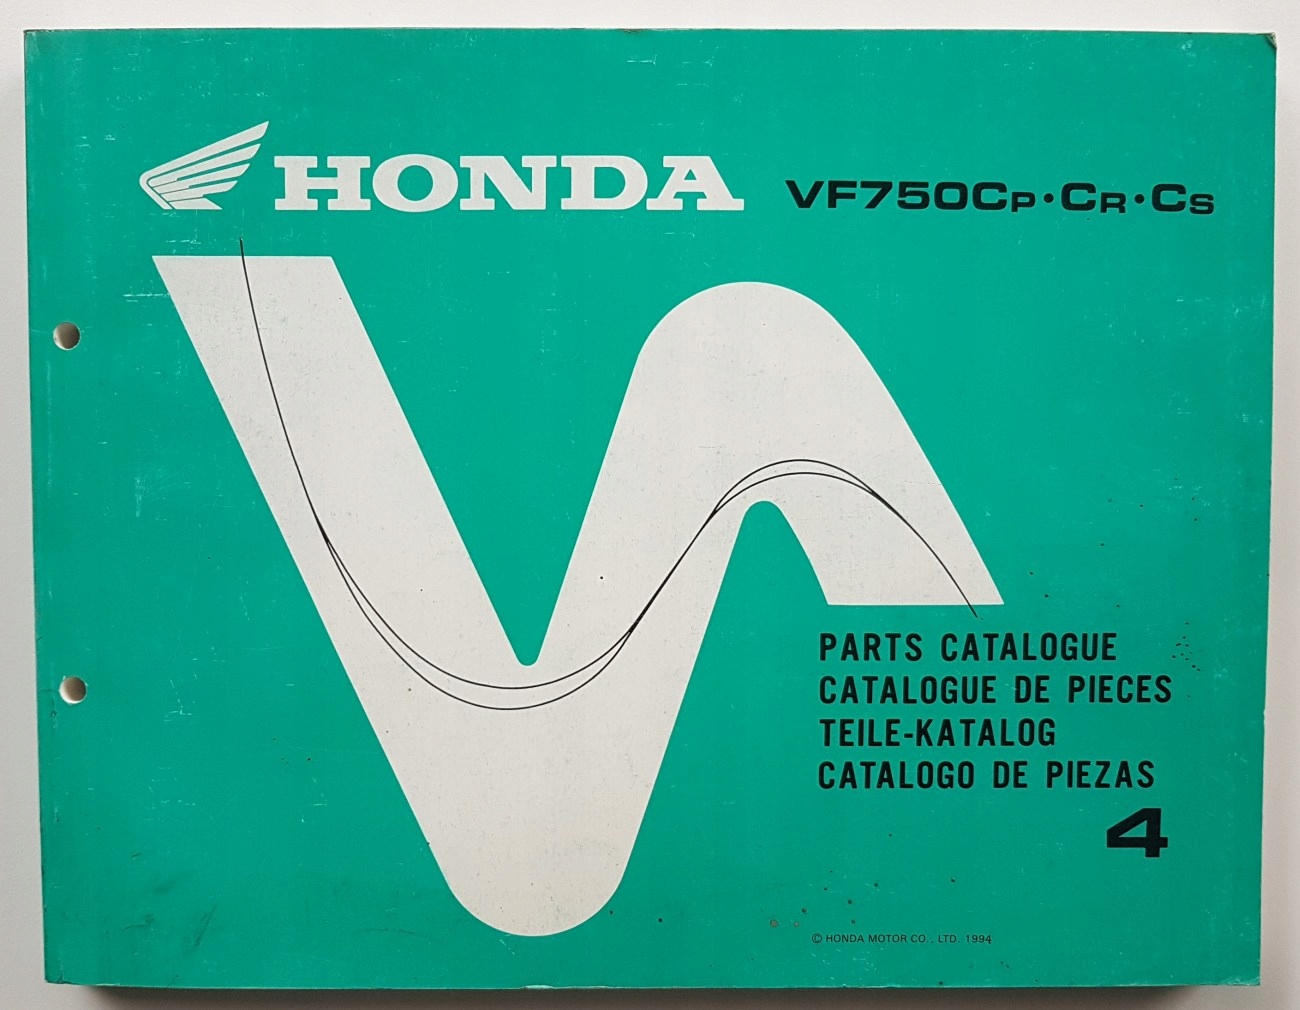 HONDA VF750CP·CR·CS
PARTS CATALOGUE
CATALOGUE DE PIECES
TEILE-KATALOG
CATALOGO DE PIEZAS
4
© HONDA MOTOR CO., LTD. 1994